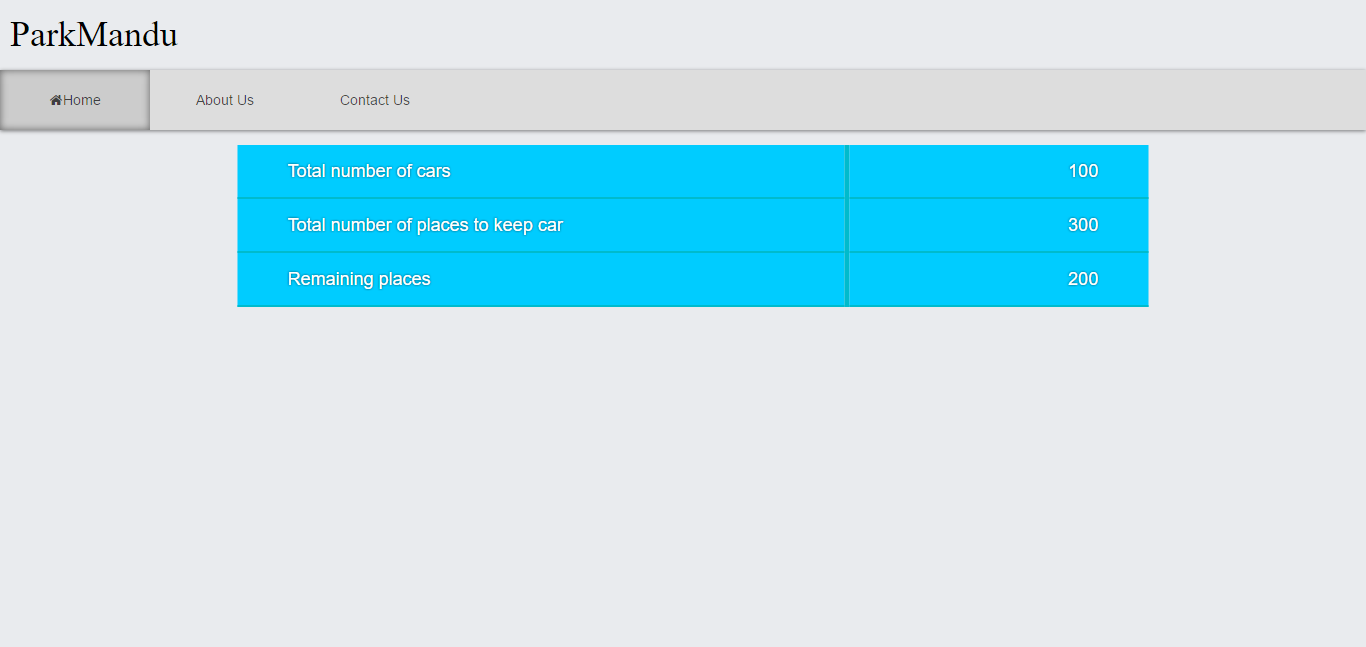 ParkMandu
Home About Us Contact Us
Total number of cars 100
Total number of places to keep car 300
Remaining places 200